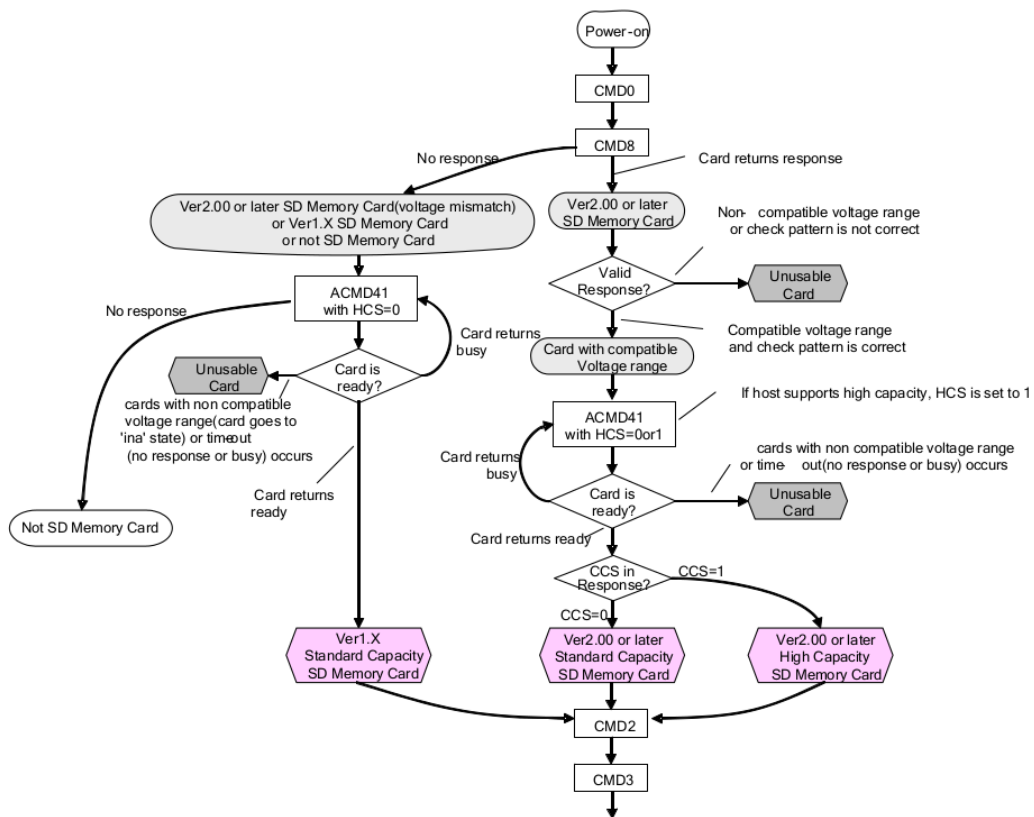 Power-on
CMD0
CMD8
No response
Card returns response
Ver2.00 or later SD Memory Card(voltage mismatch)
or Ver1.X SD Memory Card
or not SD Memory Card
Ver2.00 or later
SD Memory Card
Non- compatible voltage range
or check pattern is not correct
Valid
Response?
Unusable
Card
ACMD41
with HCS=0
No response
Card returns
busy
Compatible voltage range
and check pattern is correct
Card with compatible
Voltage range
Unusable
Card
Card is
ready?
cards with non compatible
voltage range(card goes to
'ina' state) or time-out
(no response or busy) occurs
If host supports high capacity, HCS is set to 1
ACMD41
with HCS=0or1
Card returns
busy
cards with non compatible voltage range
or time- out(no response or busy) occurs
Card is
ready?
Unusable
Card
Card returns
ready
Not SD Memory Card
Card returns ready
CCS in
Response?
CCS=1
CCS=0
Ver1.X
Standard Capacity
SD Memory Card
Ver2.00 or later
Standard Capacity
SD Memory Card
Ver2.00 or later
High Capacity
SD Memory Card
CMD2
CMD3